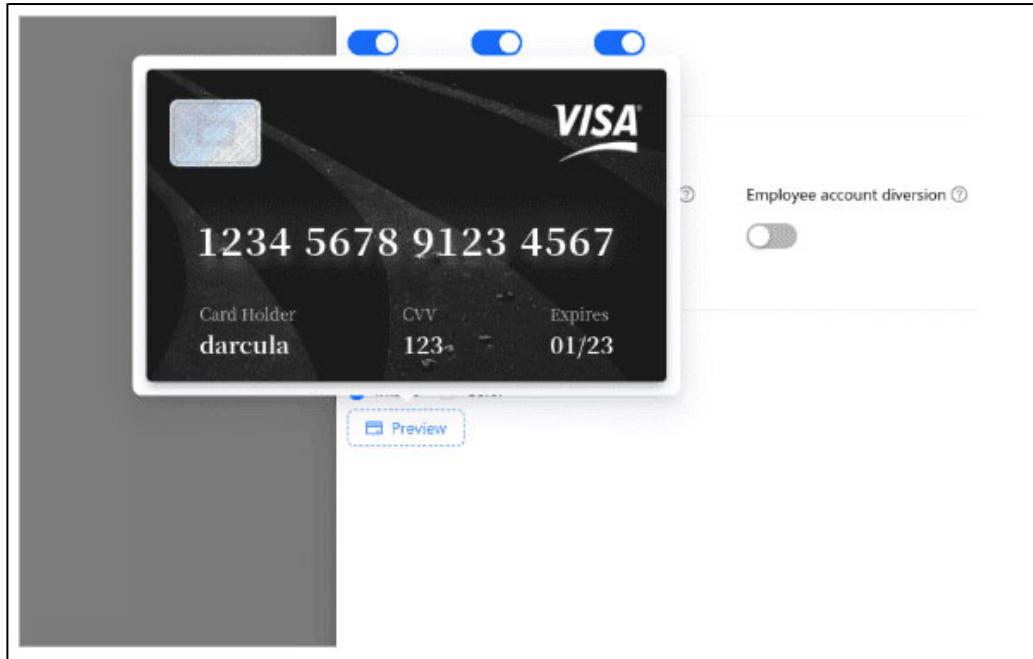 VISA
Employee account diversion
1234 5678 9123 4567
Card Holder CVV Expires
darcula 123 01/23
Preview